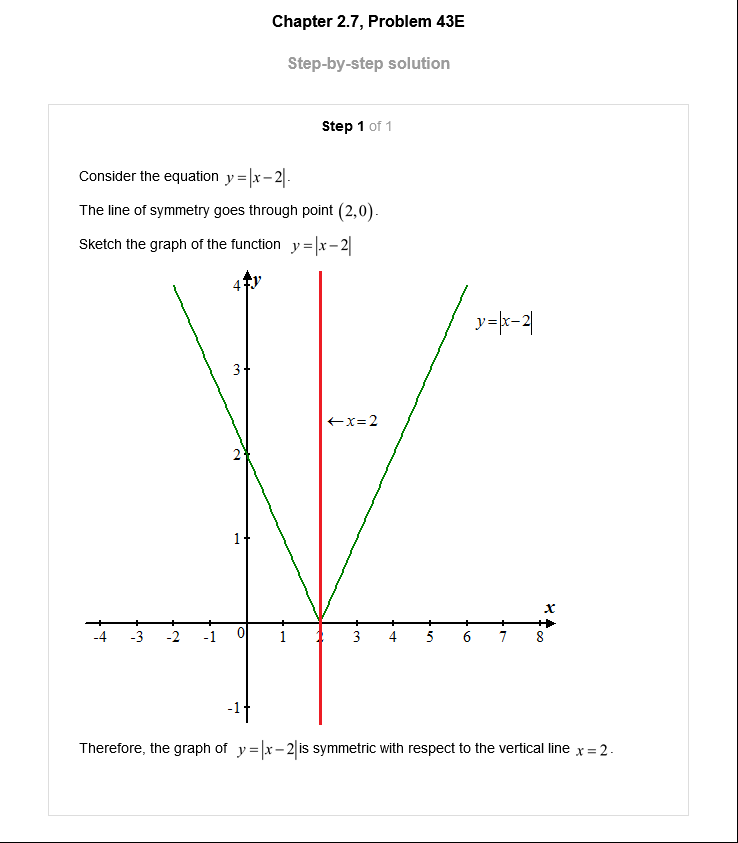 Chapter 2.7, Problem 43E
Step-by-step solution
Step 1 of 1
Consider the equation y=|x−2|.
The line of symmetry goes through point (2,0).
Sketch the graph of the function y=|x−2|
4 y
y=|x−2|
3
←x=2
2
1
x
-4 -3 -2 -1 0 1 2 3 4 5 6 7 8
-1
Therefore, the graph of y=|x−2| is symmetric with respect to the vertical line x=2.